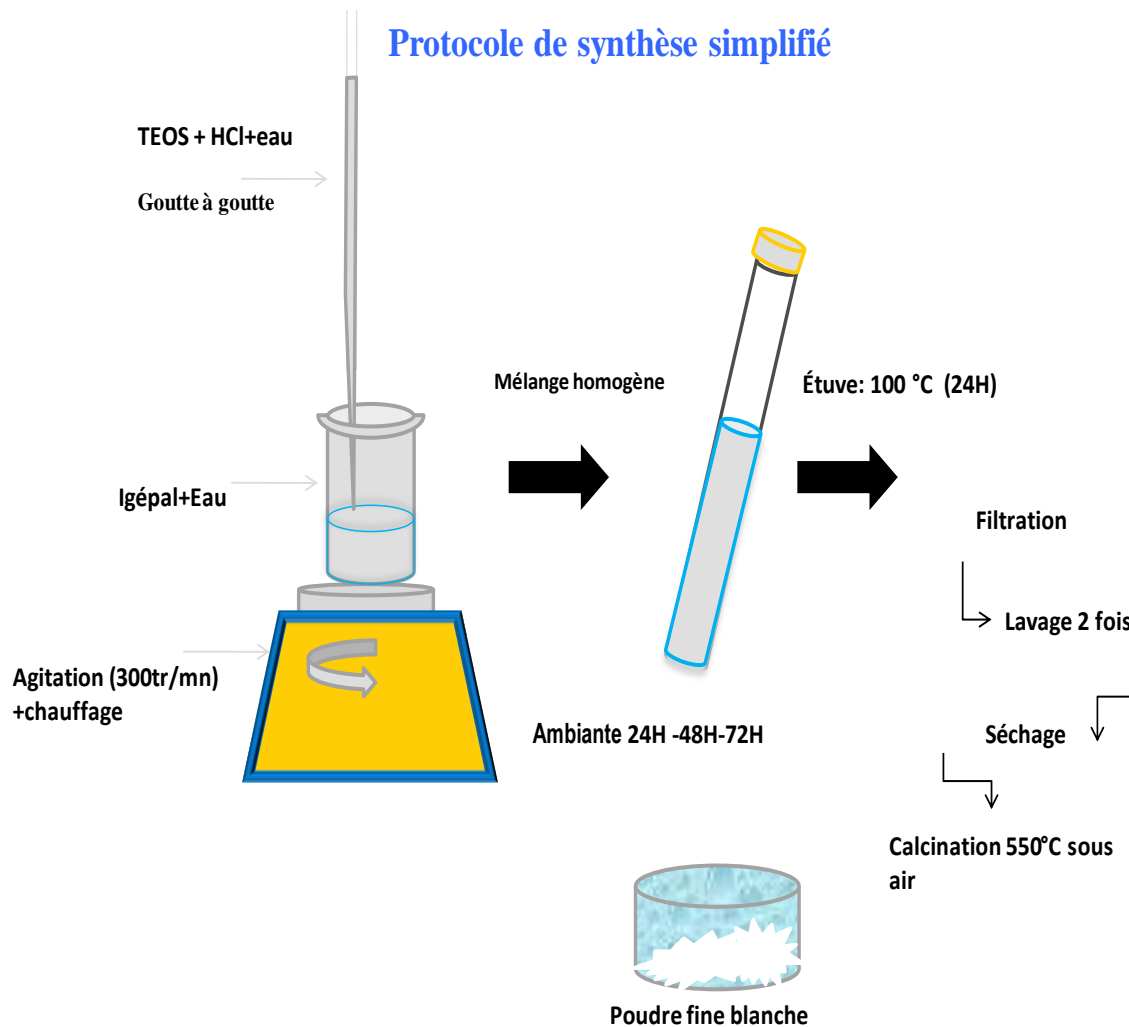 Protocole de synthèse simplifié
TEOS + HCl+eau
Goutte à goutte
Mélange homogène
Étuve: 100 °C (24H)
Igépal+Eau
Filtration
Lavage 2 fois
Agitation (300tr/mn)
+chauffage
Ambiante 24H -48H-72H
Séchage
Calcination 550°C sous
air
Poudre fine blanche